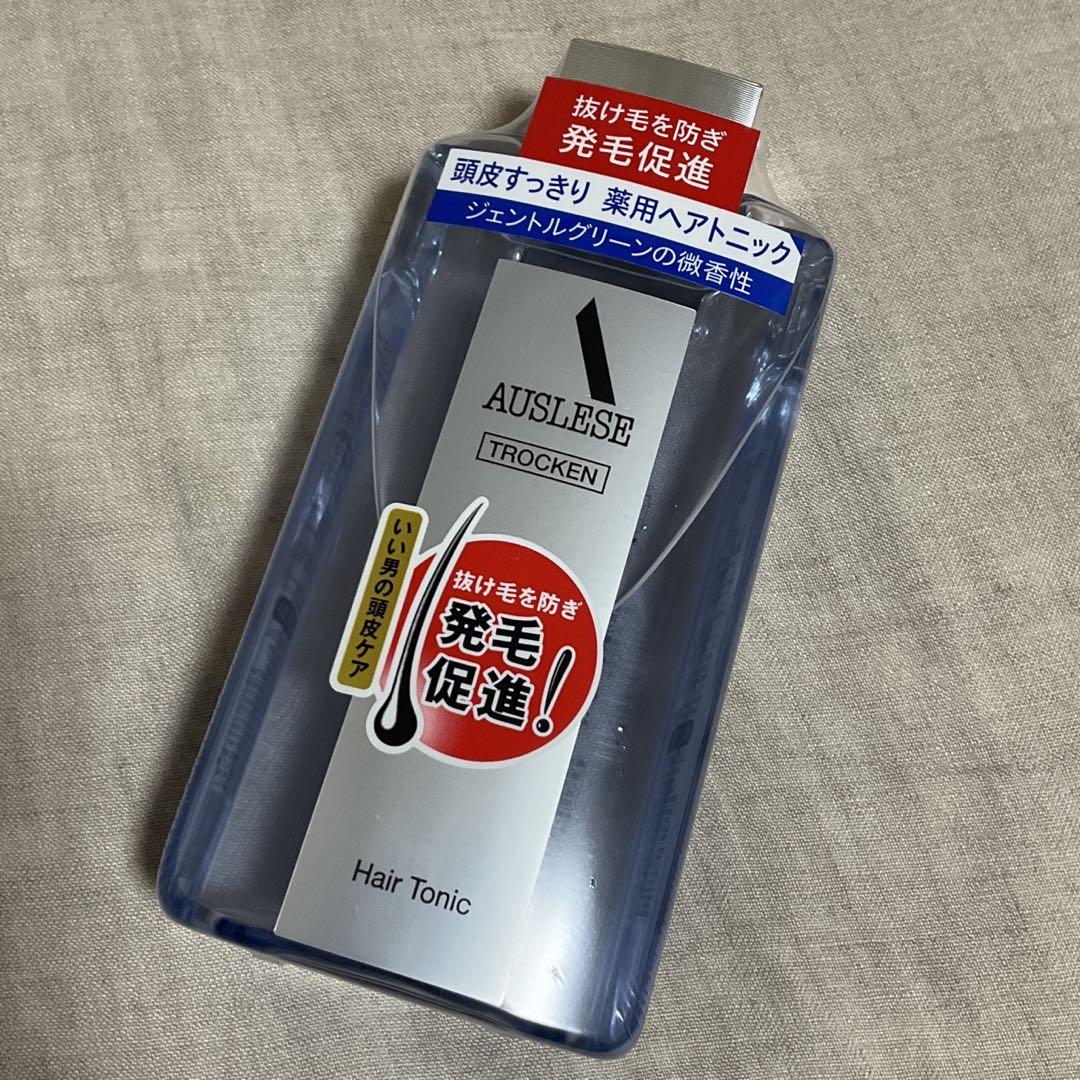 抜け毛を防ぎ
発毛促進
頭皮すっきり 薬用ヘアトニック
ジェントルグリーンの微香性
AUSLESE
TROCKEN
いい男の頭皮ケア
抜け毛を防ぎ
発毛
促進!
Hair Tonic